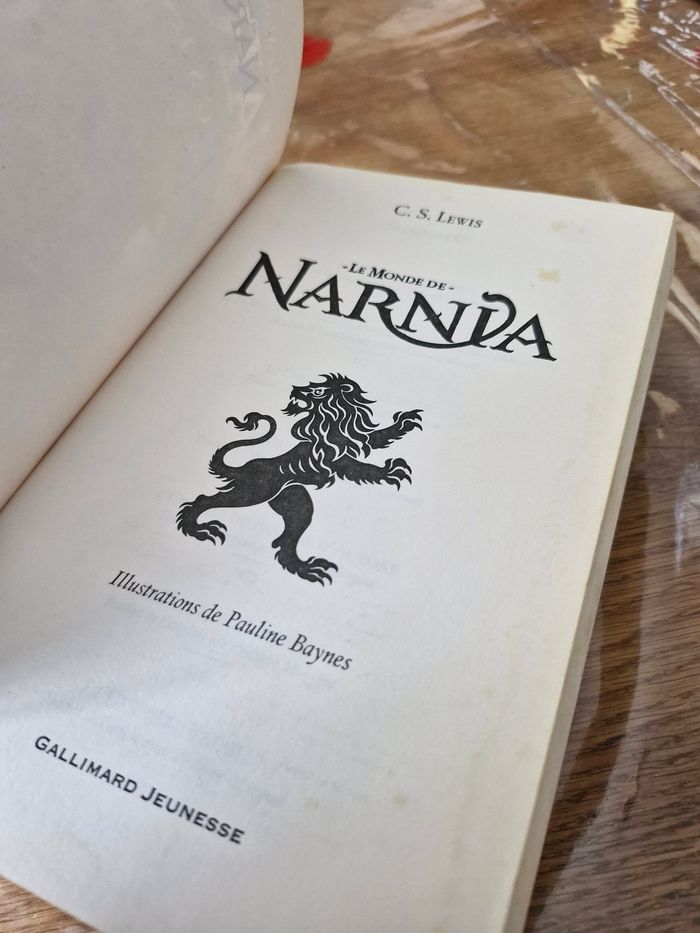 C. S. LEWIS
- LE MONDE DE -
NARNIA
Illustrations de Pauline Baynes
GALLIMARD JEUNESSE